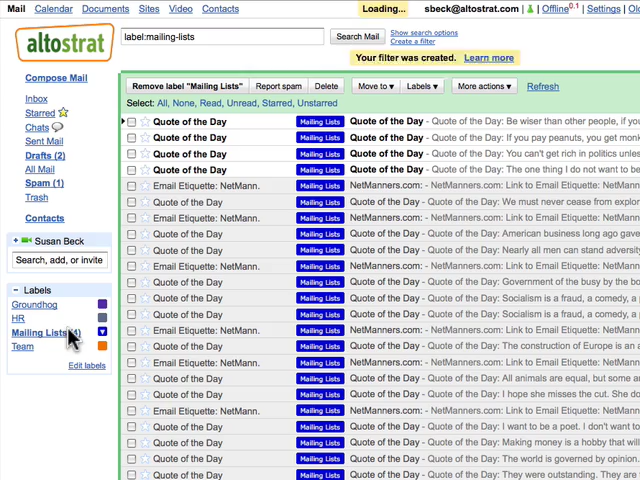 Mail Calendar Documents Sites Video Contacts Loading... sbeck@altostrat.com | Offline0.1 | Settings | Ol
altostrat
label:mailing-lists Search Mail Show search options
Create a filter
Your filter was created. Learn more
Compose Mail
Inbox
Starred
Chats
Sent Mail
Drafts (2)
All Mail
Spam (1)
Trash
Contacts
+ Susan Beck
Search, add, or invite
− Labels
Groundhog
HR
Mailing Lists (4)
Team
Edit labels
Remove label "Mailing Lists" Report spam Delete Move to ▾ Labels ▾ More actions ▾ Refresh
Select: All, None, Read, Unread, Starred, Unstarred
Quote of the Day Mailing Lists Quote of the Day - Quote of the Day: Be wiser than other people, if you
Quote of the Day Mailing Lists Quote of the Day - Quote of the Day: If you pay peanuts, you get monk
Quote of the Day Mailing Lists Quote of the Day - Quote of the Day: You can't get rich in politics unles
Quote of the Day Mailing Lists Quote of the Day - Quote of the Day: The one thing I do not want to be
Email Etiquette: NetMann. Mailing Lists NetManners.com: - NetManners.com: Link to Email Etiquette: Ne
Quote of the Day Mailing Lists Quote of the Day - Quote of the Day: We must never cease from explor
Email Etiquette: NetMann. Mailing Lists NetManners.com: - NetManners.com: Link to Email Etiquette: Ne
Quote of the Day Mailing Lists Quote of the Day - Quote of the Day: American business long ago gave
Quote of the Day Mailing Lists Quote of the Day - Quote of the Day: Nearly all men can stand adversity
Email Etiquette: NetMann. Mailing Lists NetManners.com: - NetManners.com: Link to Email Etiquette: Ne
Quote of the Day Mailing Lists Quote of the Day - Quote of the Day: Government of the busy by the bo
Quote of the Day Mailing Lists Quote of the Day - Quote of the Day: Socialism is a fraud, a comedy, a p
Quote of the Day Mailing Lists Quote of the Day - Quote of the Day: Socialism is a fraud, a comedy, a p
Email Etiquette: NetMann. Mailing Lists NetManners.com: - NetManners.com: Link to Email Etiquette: Ne
Quote of the Day Mailing Lists Quote of the Day - Quote of the Day: The construction of Europe is an a
Email Etiquette: NetMann. Mailing Lists NetManners.com: - NetManners.com: Link to Email Etiquette: Ne
Quote of the Day Mailing Lists Quote of the Day - Quote of the Day: All animals are equal, but some an
Quote of the Day Mailing Lists Quote of the Day - Quote of the Day: I hope she misses the cut. She do
Email Etiquette: NetMann. Mailing Lists NetManners.com: - NetManners.com: Link to Email Etiquette: Ne
Quote of the Day Mailing Lists Quote of the Day - Quote of the Day: I want to be a poet. I don't want to
Quote of the Day Mailing Lists Quote of the Day - Quote of the Day: Making money is a hobby that will
Quote of the Day Mailing Lists Quote of the Day - Quote of the Day: The world is governed by opinion.
Quote of the Day Mailing Lists Quote of the Day - Quote of the Day: They were outstanding. They are t